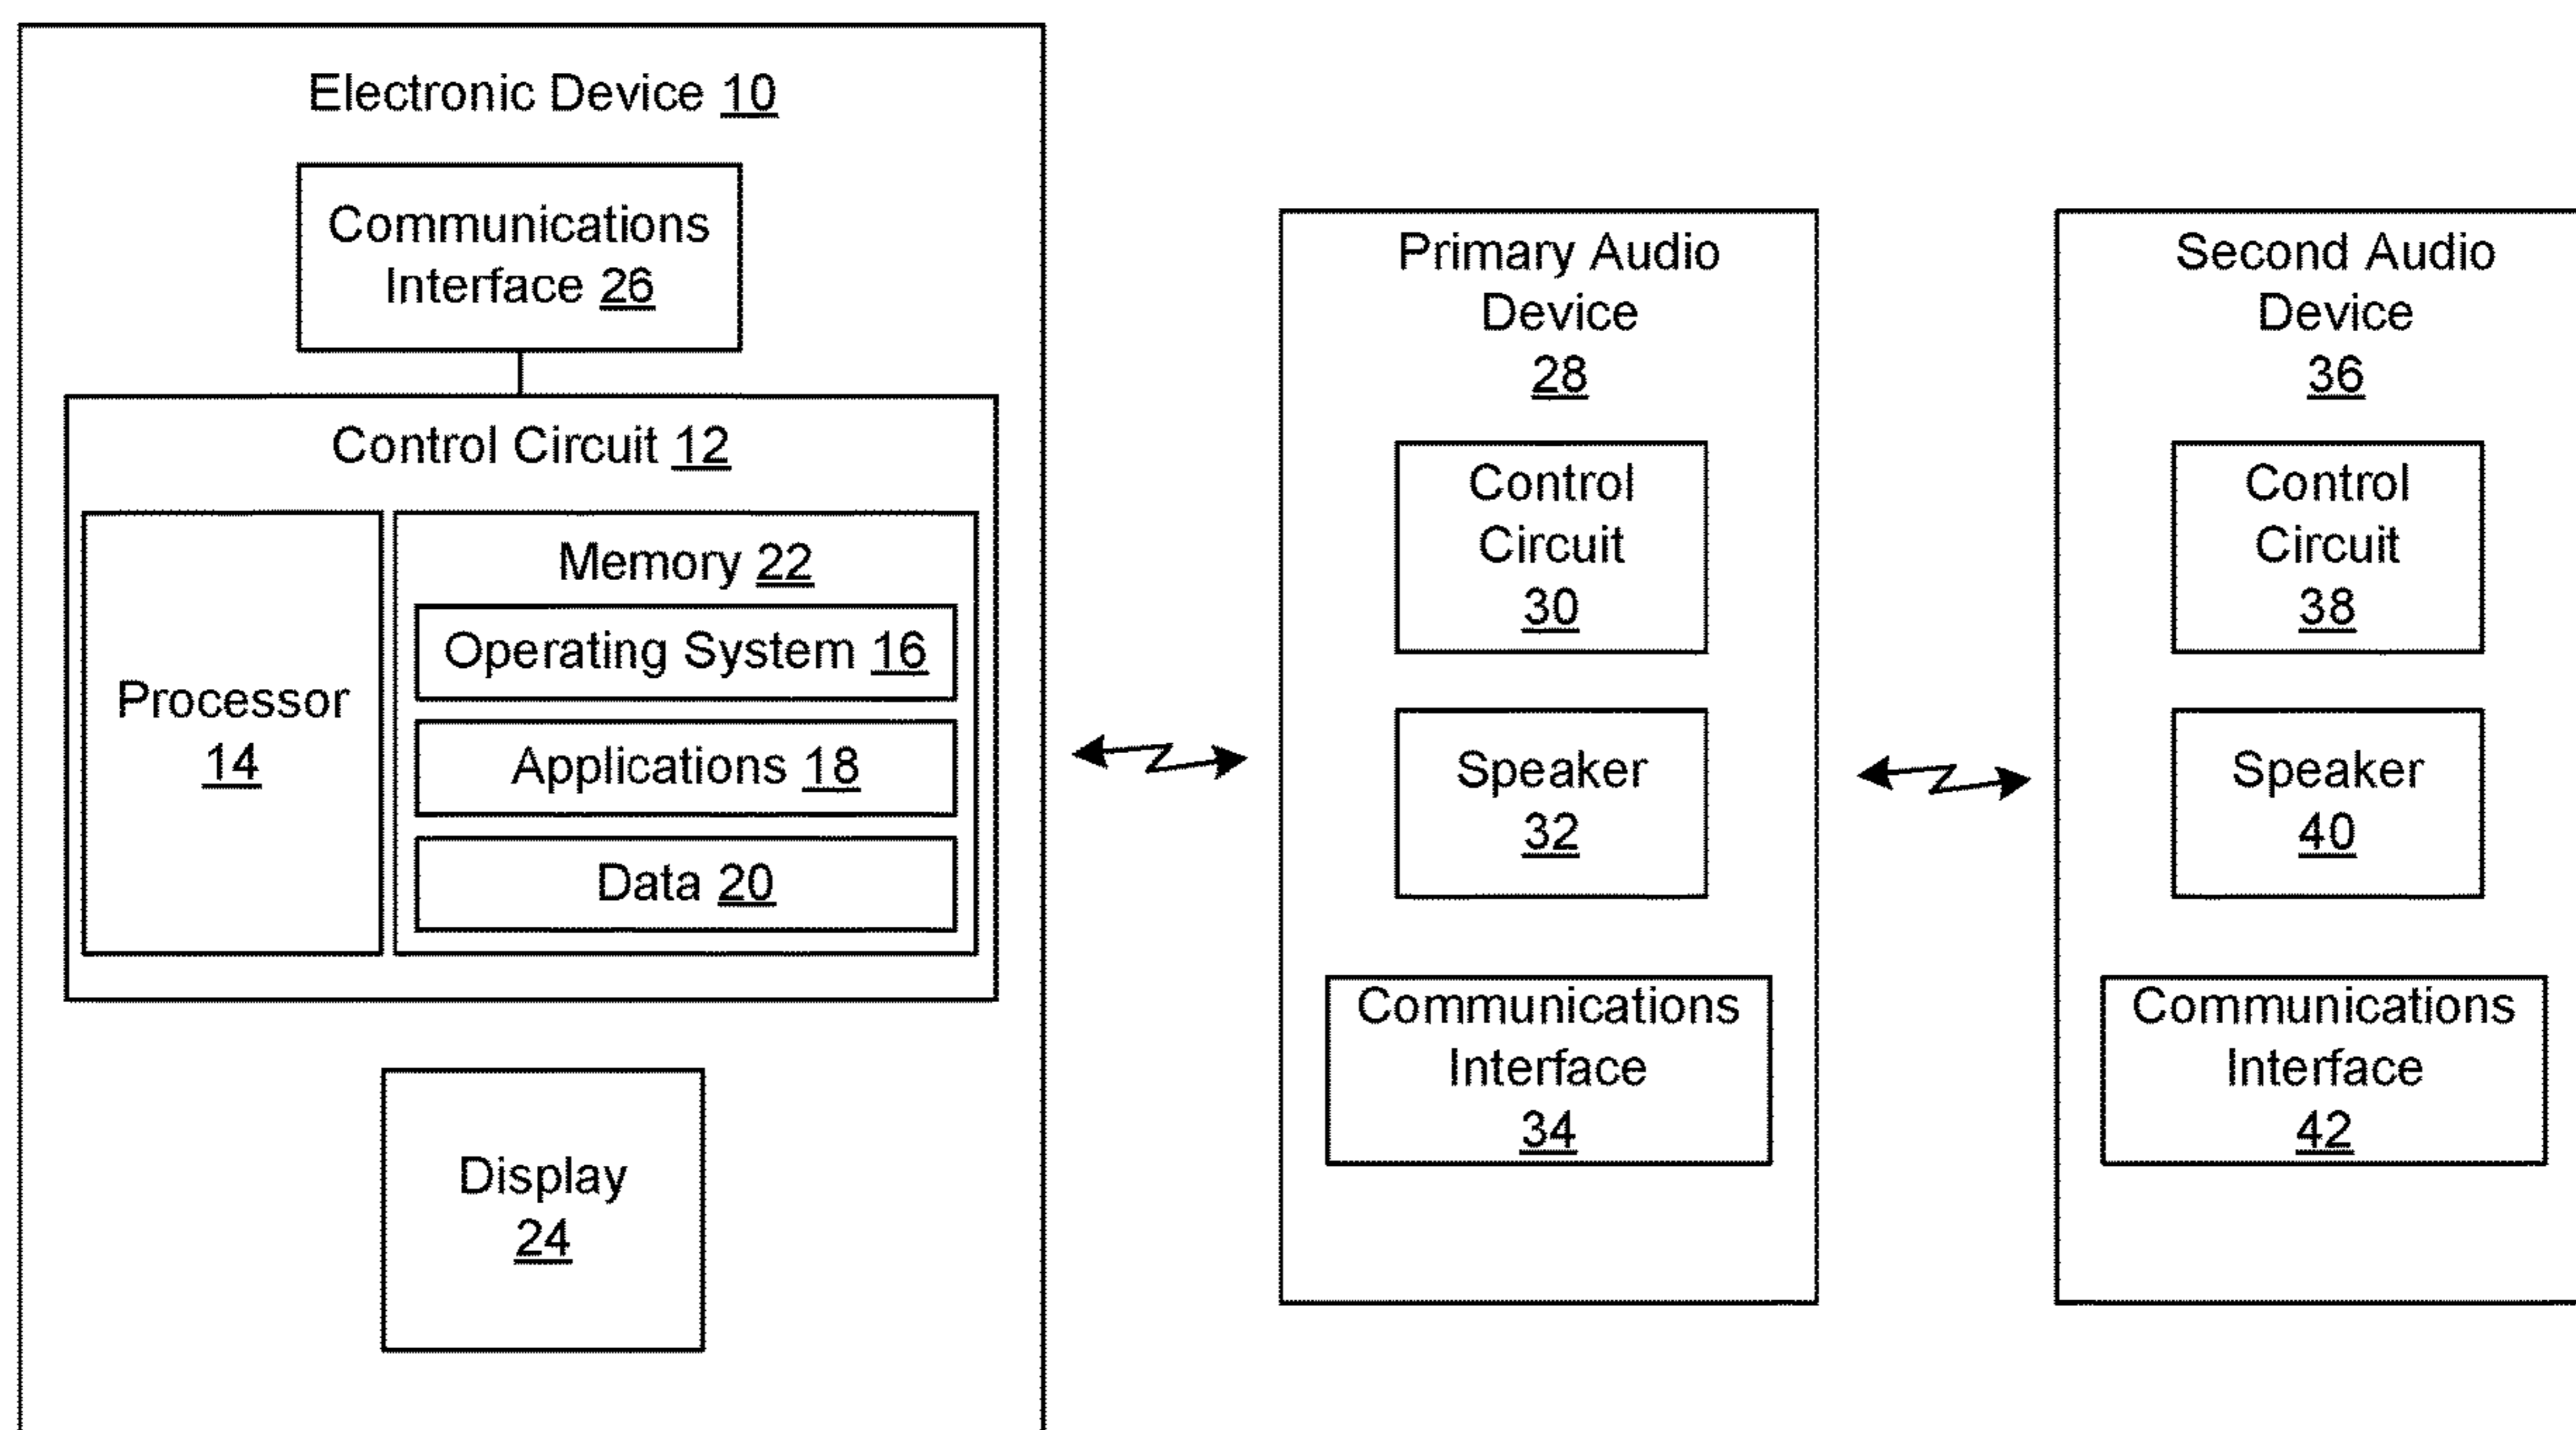 Electronic Device 10
Communications
Interface 26
Control Circuit 12
Processor
14
Memory 22
Operating System 16
Applications 18
Data 20
Display
24
Primary Audio
Device
28
Control
Circuit
30
Speaker
32
Communications
Interface
34
Second Audio
Device
36
Control
Circuit
38
Speaker
40
Communications
Interface
42